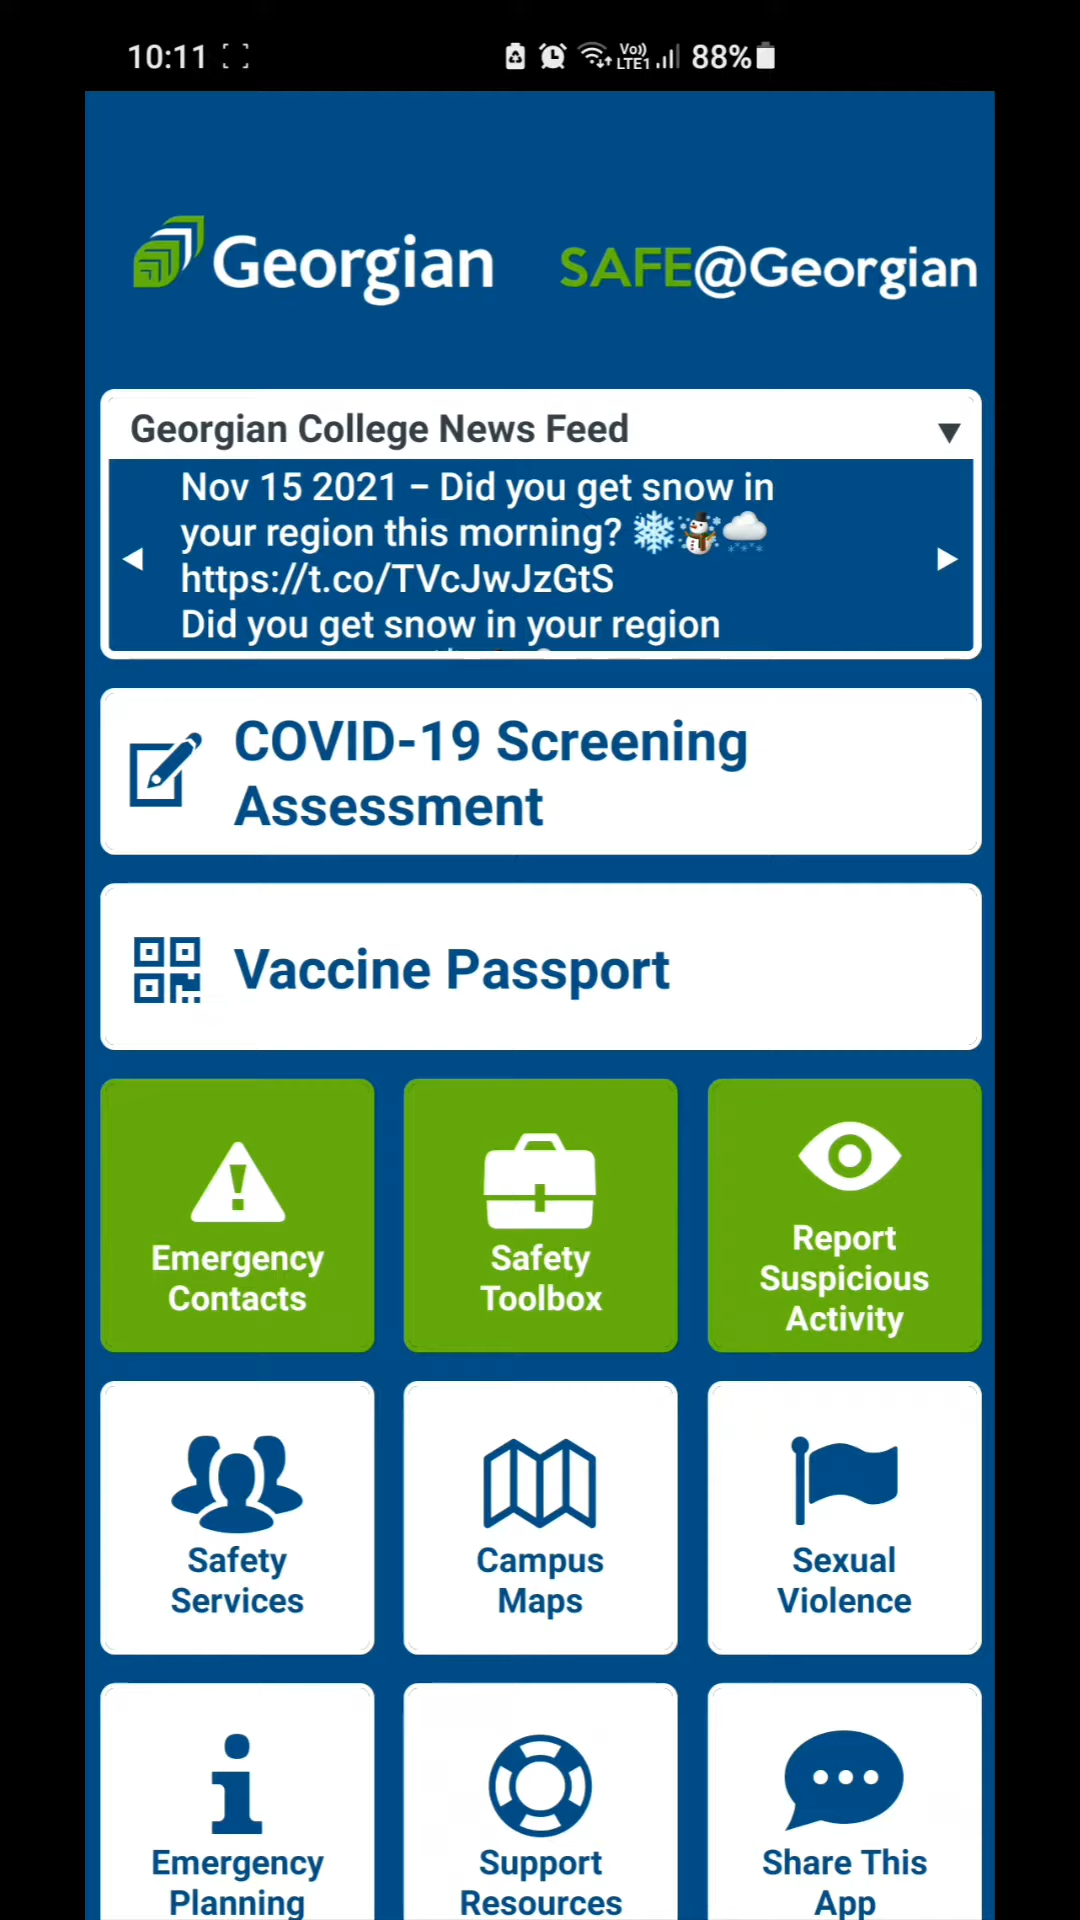 10:11 Vo)) LTE1 88%
Georgian SAFE@Georgian
Georgian College News Feed
Nov 15 2021 – Did you get snow in
your region this morning? ❄️☃️🌨️
https://t.co/TVcJwJzGtS
Did you get snow in your region
COVID-19 Screening
Assessment
Vaccine Passport
Emergency
Contacts
Safety
Toolbox
Report
Suspicious
Activity
Safety
Services
Campus
Maps
Sexual
Violence
Emergency
Planning
Support
Resources
Share This
App